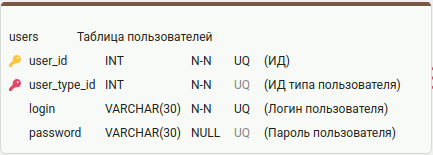 users Таблица пользователей
user_id INT N-N UQ (ИД)
user_type_id INT N-N UQ (ИД типа пользователя)
login VARCHAR(30) N-N UQ (Логин пользователя)
password VARCHAR(30) NULL UQ (Пароль пользователя)